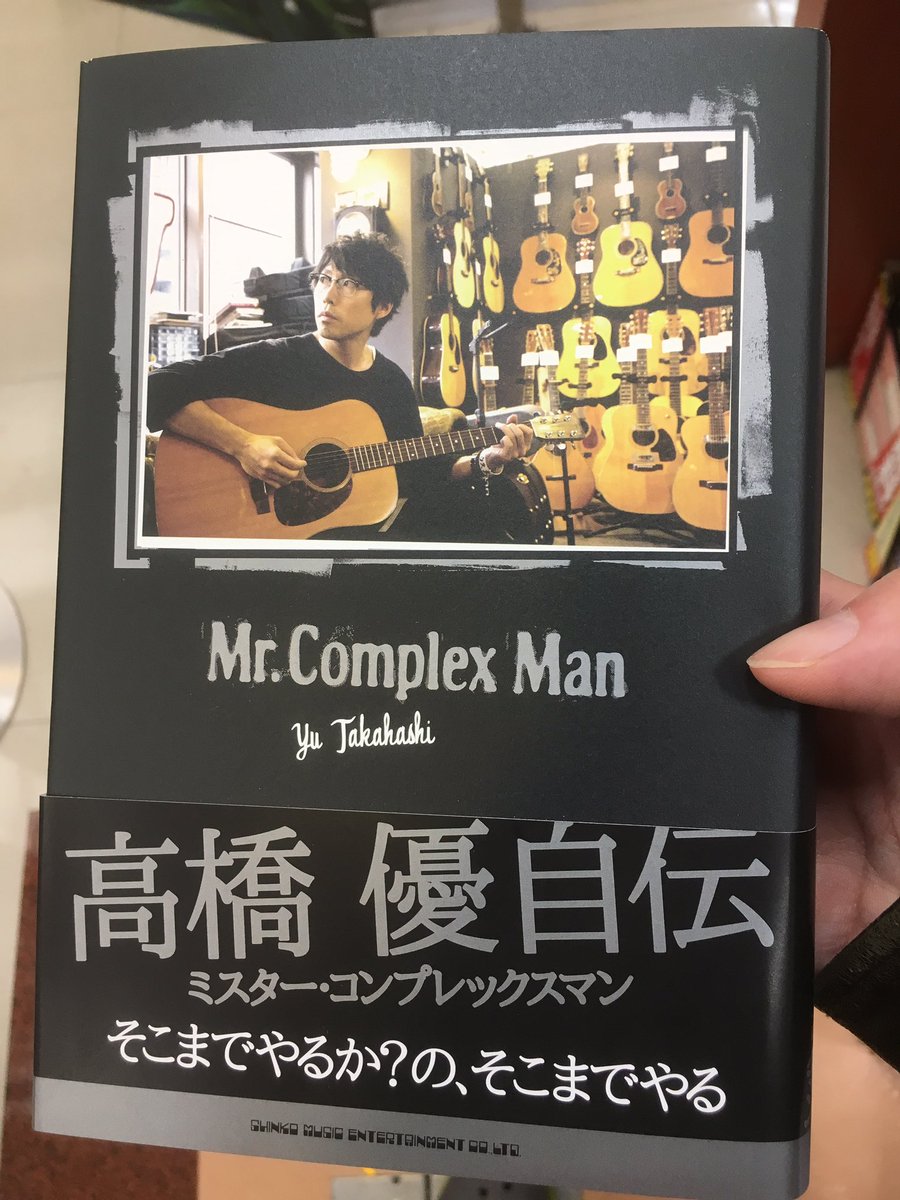 Mr.Complex Man
Yu Takahashi
高橋 優自伝
ミスター・コンプレックスマン
そこまでやるか?の、そこまでやる
SHINKO MUSIC ENTERTAINMENT CO.,LTD.